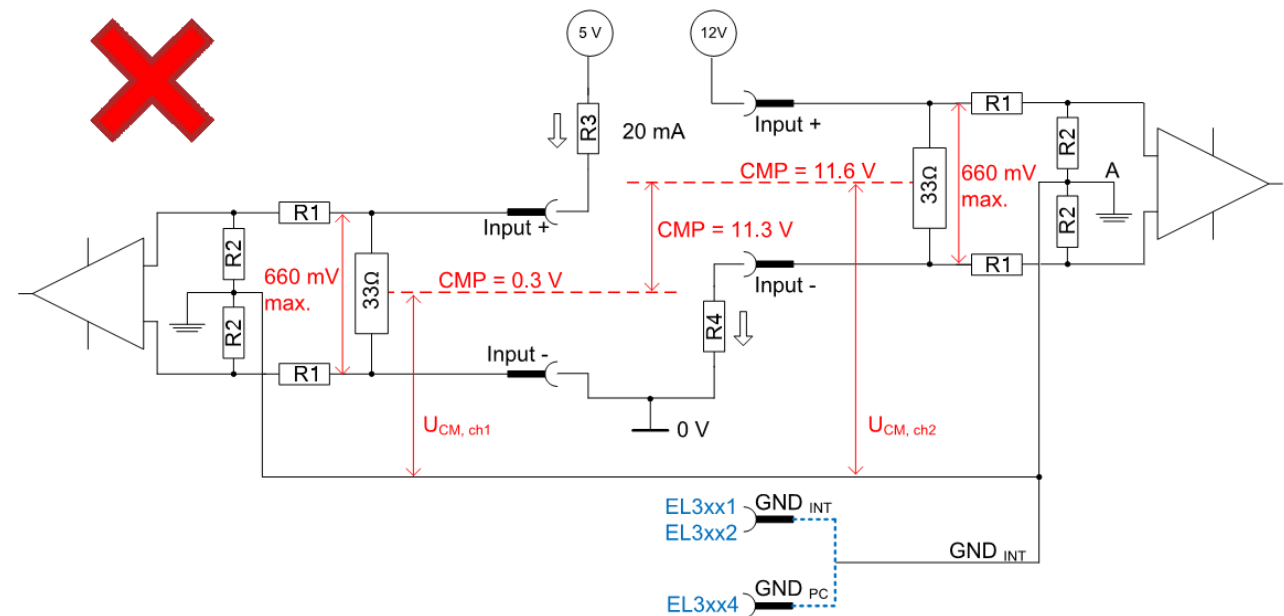 5 V
12V
R3
20 mA
Input +
R1
R2
A
CMP = 11.6 V
33Ω
660 mV
max.
R2
R1
Input +
CMP = 11.3 V
R1
Input -
R2
660 mV
max.
CMP = 0.3 V
33Ω
R4
R2
Input -
R1
0 V
UCM, ch1
UCM, ch2
EL3xx1
GND INT
EL3xx2
GND INT
EL3xx4
GND PC